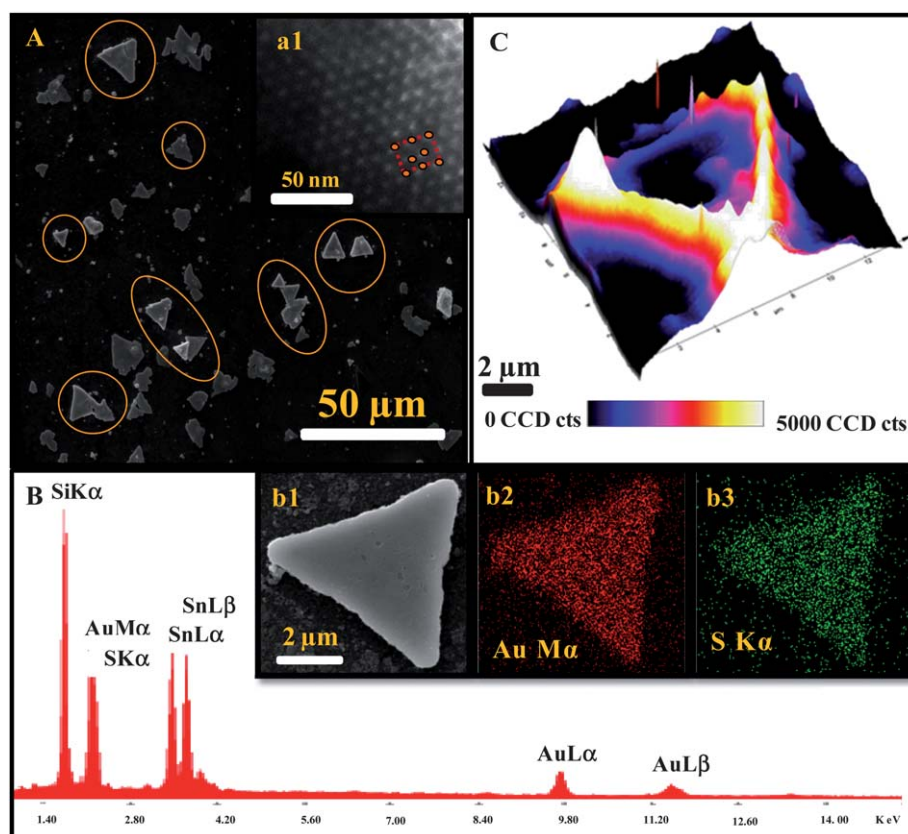 A
a1
50 nm
50 µm
C
2 µm
0 CCD cts
5000 CCD cts
B
SiKα
AuMα
SKα
SnLβ
SnLα
b1
2 µm
b2
Au Mα
b3
S Kα
AuLα
AuLβ
1.40 2.80 4.20 5.60 7.00 8.40 9.80 11.20 12.60 14.00 KeV